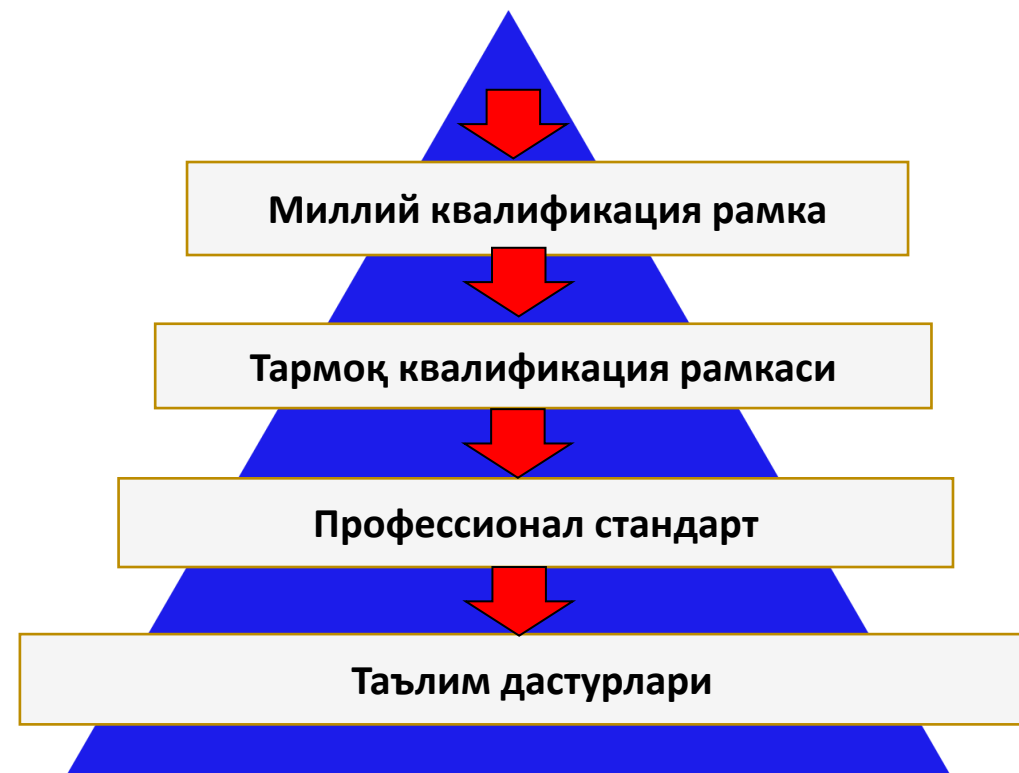 Миллий квалификация рамка
Тармоқ квалификация рамкаси
Профессионал стандарт
Таълим дастурлари